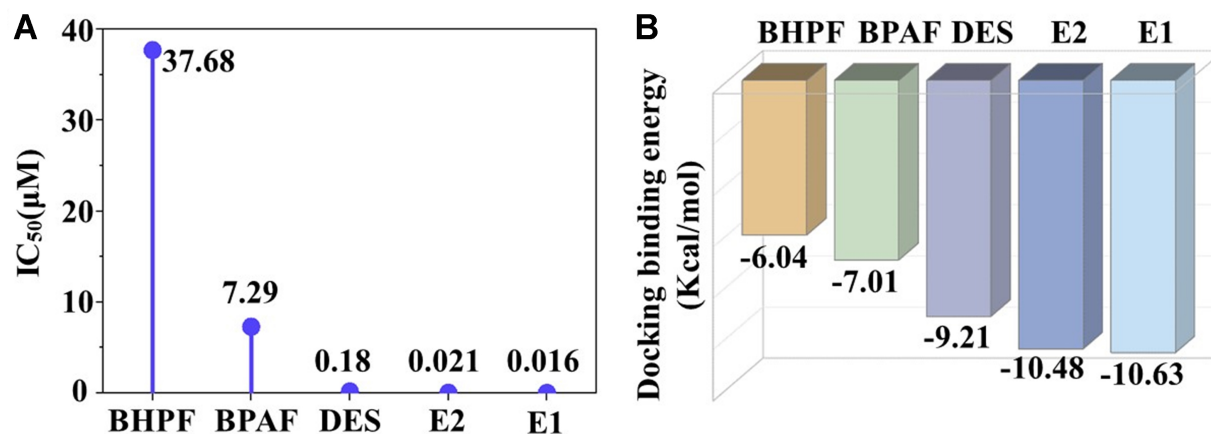 A
IC50(μM)
40
30
20
10
0
37.68
7.29
0.18
0.021
0.016
BHPF
BPAF
DES
E2
E1
B
Docking binding energy
(Kcal/mol)
BHPF
BPAF
DES
E2
E1
-6.04
-7.01
-9.21
-10.48
-10.63